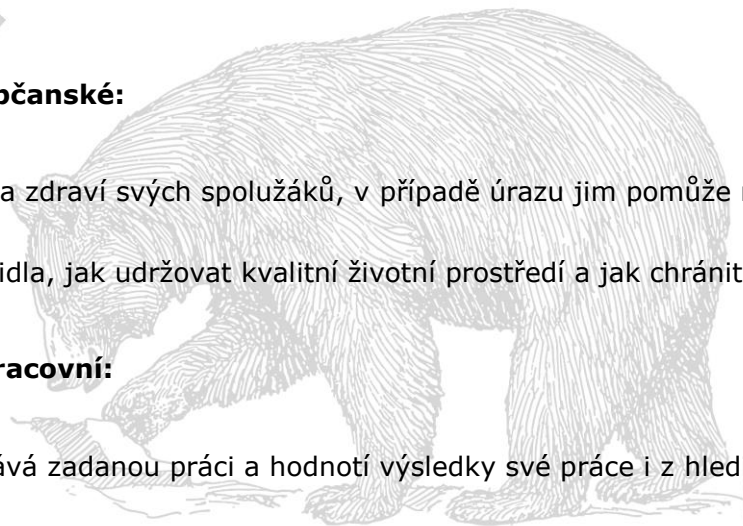 bčanské:
a zdraví svých spolužáků, v případě úrazu jim pomůže
idla, jak udržovat kvalitní životní prostředí a jak chránit
racovní:
ává zadanou práci a hodnotí výsledky své práce i z hled